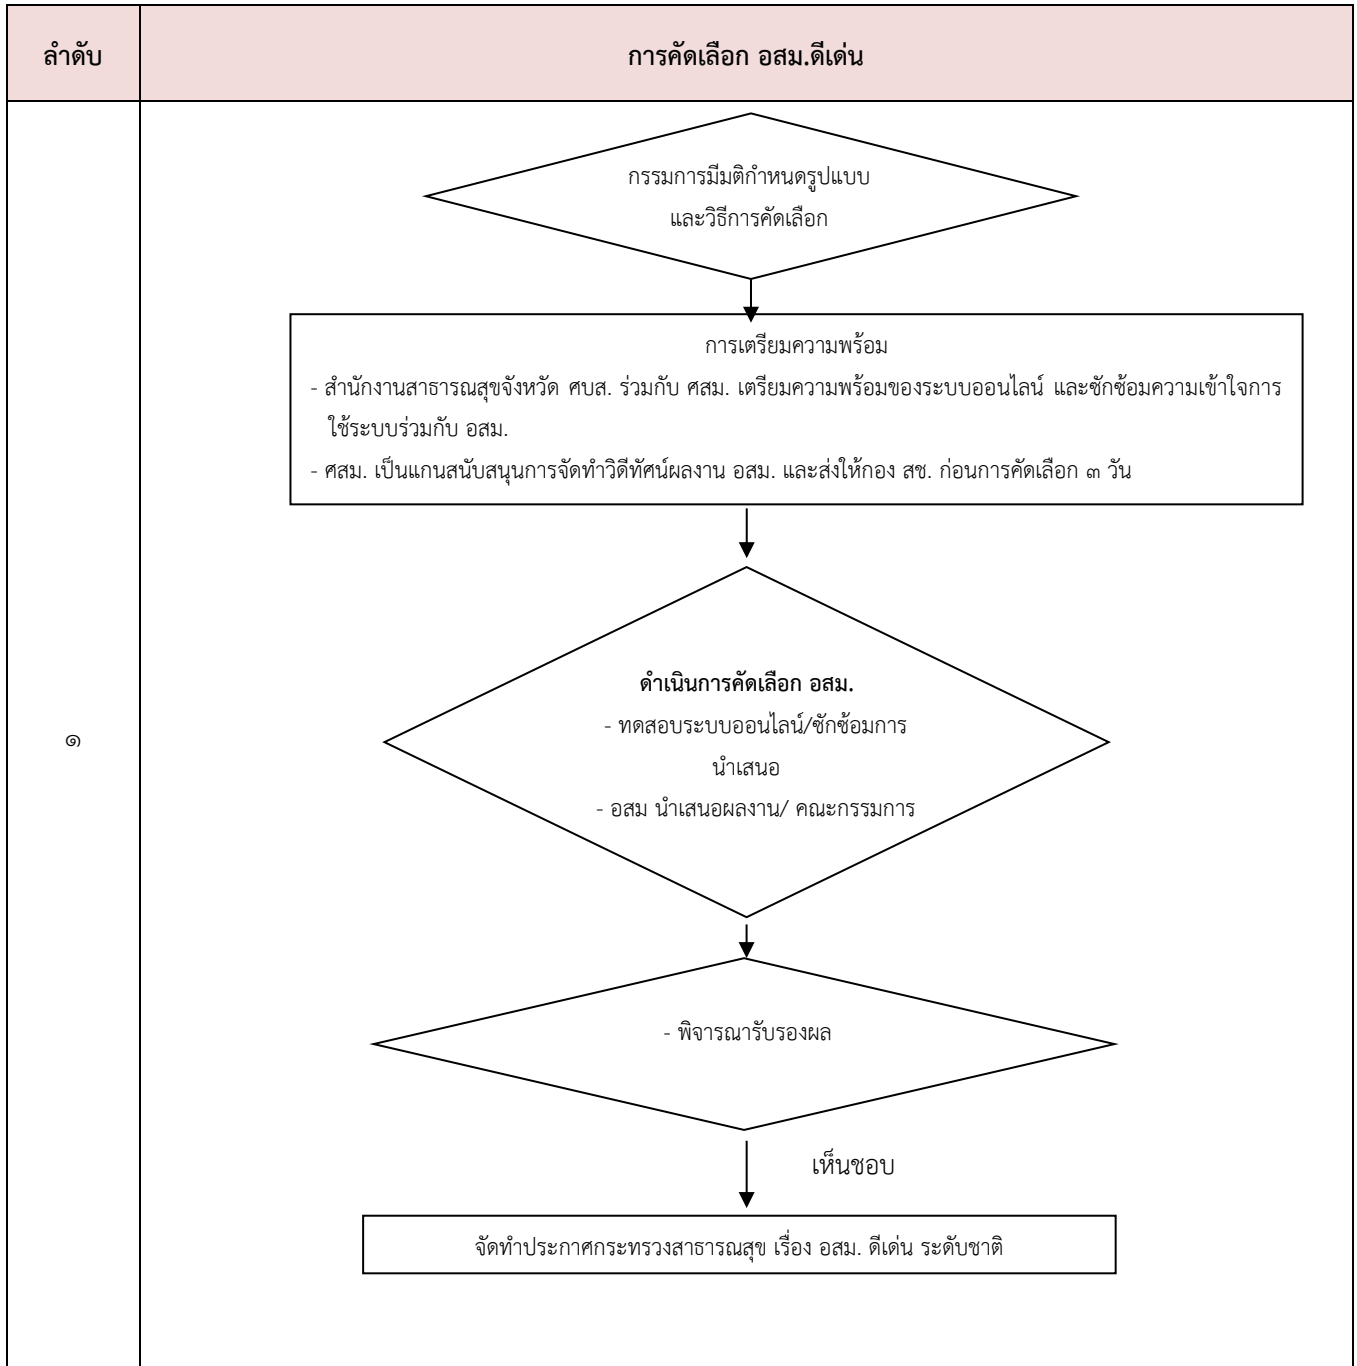 ลำดับ
การคัดเลือก อสม.ดีเด่น
๑
กรรมการมีมติกำหนดรูปแบบ
และวิธีการคัดเลือก
การเตรียมความพร้อม
- สำนักงานสาธารณสุขจังหวัด ศบส. ร่วมกับ ศสม. เตรียมความพร้อมของระบบออนไลน์ และซักซ้อมความเข้าใจการ
ใช้ระบบร่วมกับ อสม.
- ศสม. เป็นแกนสนับสนุนการจัดทำวิดีทัศน์ผลงาน อสม. และส่งให้กอง สช. ก่อนการคัดเลือก ๓ วัน
ดำเนินการคัดเลือก อสม.
- ทดสอบระบบออนไลน์/ซักซ้อมการ
นำเสนอ
- อสม นำเสนอผลงาน/ คณะกรรมการ
- พิจารณารับรองผล
เห็นชอบ
จัดทำประกาศกระทรวงสาธารณสุข เรื่อง อสม. ดีเด่น ระดับชาติ